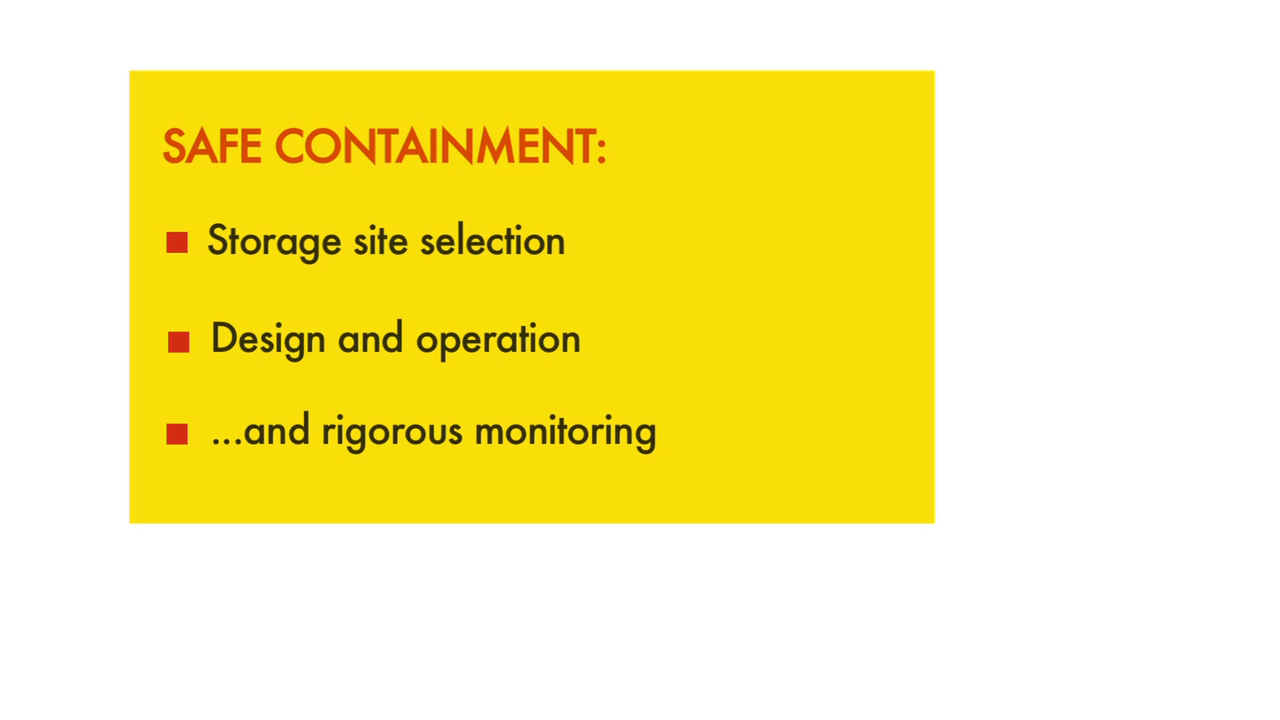 SAFE CONTAINMENT:
Storage site selection
Design and operation
...and rigorous monitoring